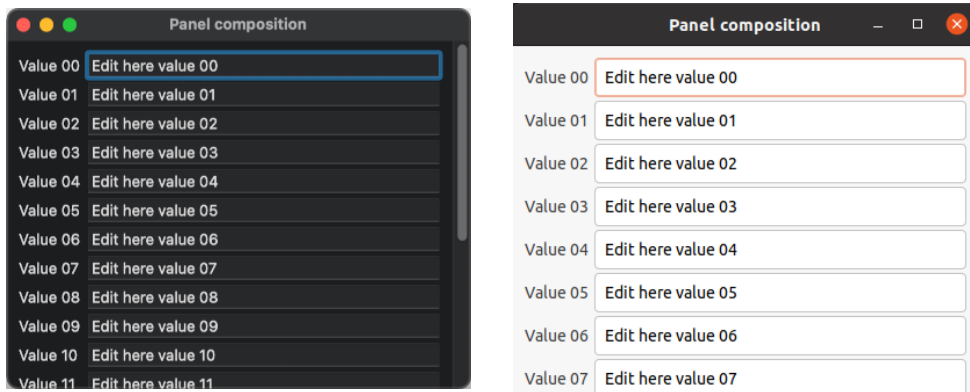 Panel composition
Value 00 Edit here value 00
Value 01 Edit here value 01
Value 02 Edit here value 02
Value 03 Edit here value 03
Value 04 Edit here value 04
Value 05 Edit here value 05
Value 06 Edit here value 06
Value 07 Edit here value 07
Value 08 Edit here value 08
Value 09 Edit here value 09
Value 10 Edit here value 10
Value 11 Edit here value 11
Panel composition
Value 00 Edit here value 00
Value 01 Edit here value 01
Value 02 Edit here value 02
Value 03 Edit here value 03
Value 04 Edit here value 04
Value 05 Edit here value 05
Value 06 Edit here value 06
Value 07 Edit here value 07